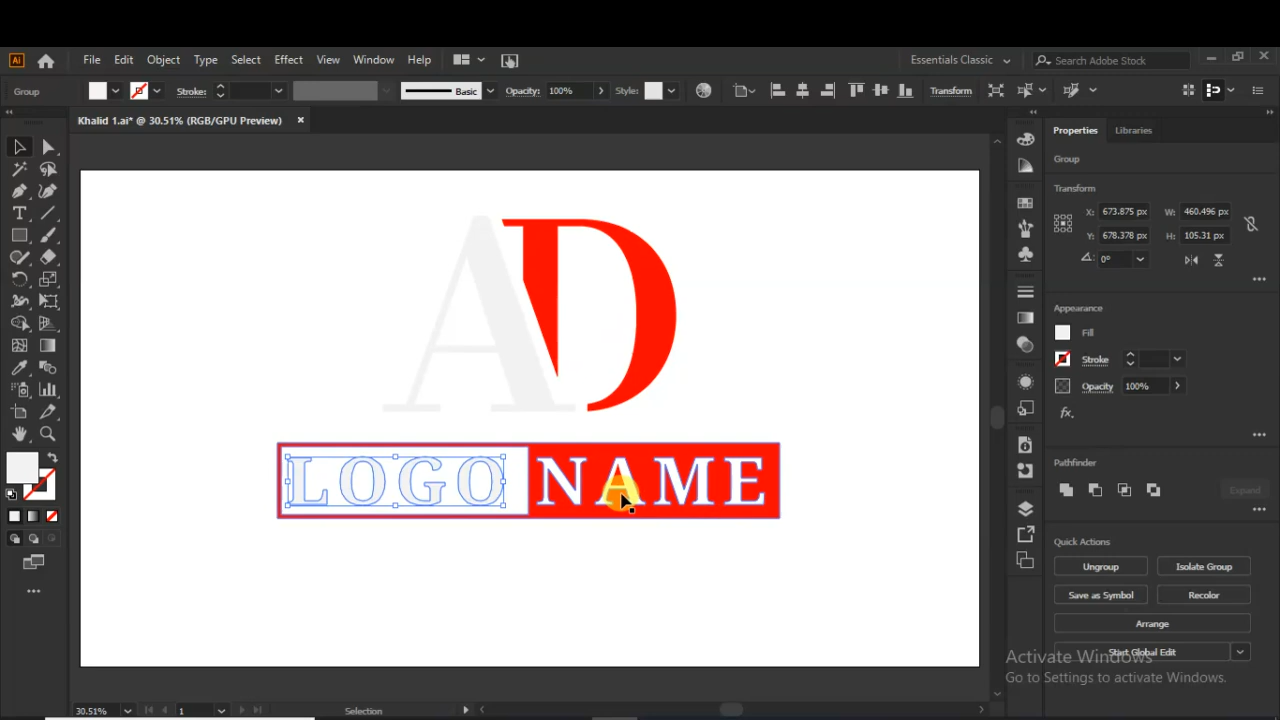 Ai
File Edit Object Type Select Effect View Window Help
Essentials Classic
Search Adobe Stock
Group
Stroke:
Basic
Opacity: 100%
Style:
Transform
Khalid 1.ai* @ 30.51% (RGB/GPU Preview)
Properties Libraries
Group
Transform
X: 673.875 px W: 460.496 px
Y: 678.378 px H: 105.31 px
0°
Appearance
Fill
Stroke
Opacity 100%
fx.
Pathfinder
Expand
Quick Actions
Ungroup Isolate Group
Save as Symbol Recolor
Arrange
Start Global Edit
AD
LOGO NAME
Activate Windows
Go to Settings to activate Windows.
30.51% 1 Selection